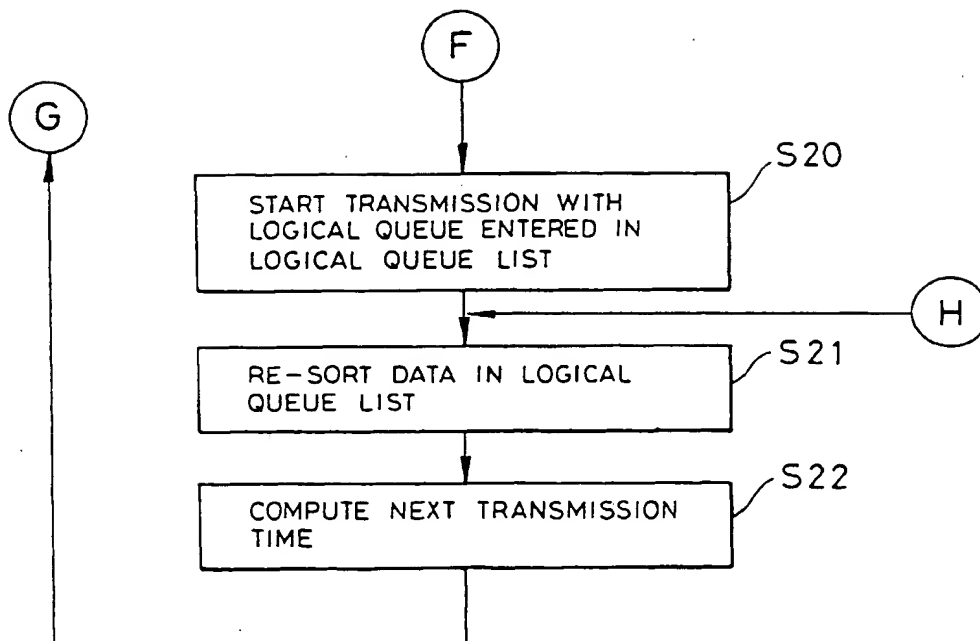 F
G
S20
START TRANSMISSION WITH
LOGICAL QUEUE ENTERED IN
LOGICAL QUEUE LIST
H
S21
RE-SORT DATA IN LOGICAL
QUEUE LIST
S22
COMPUTE NEXT TRANSMISSION
TIME